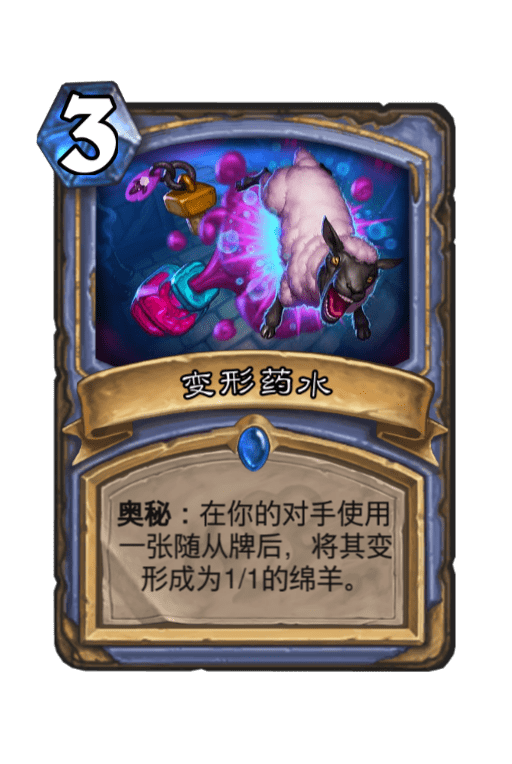 3
变形药水
奥秘：在你的对手使用
一张随从牌后，将其变
形成为1/1的绵羊。